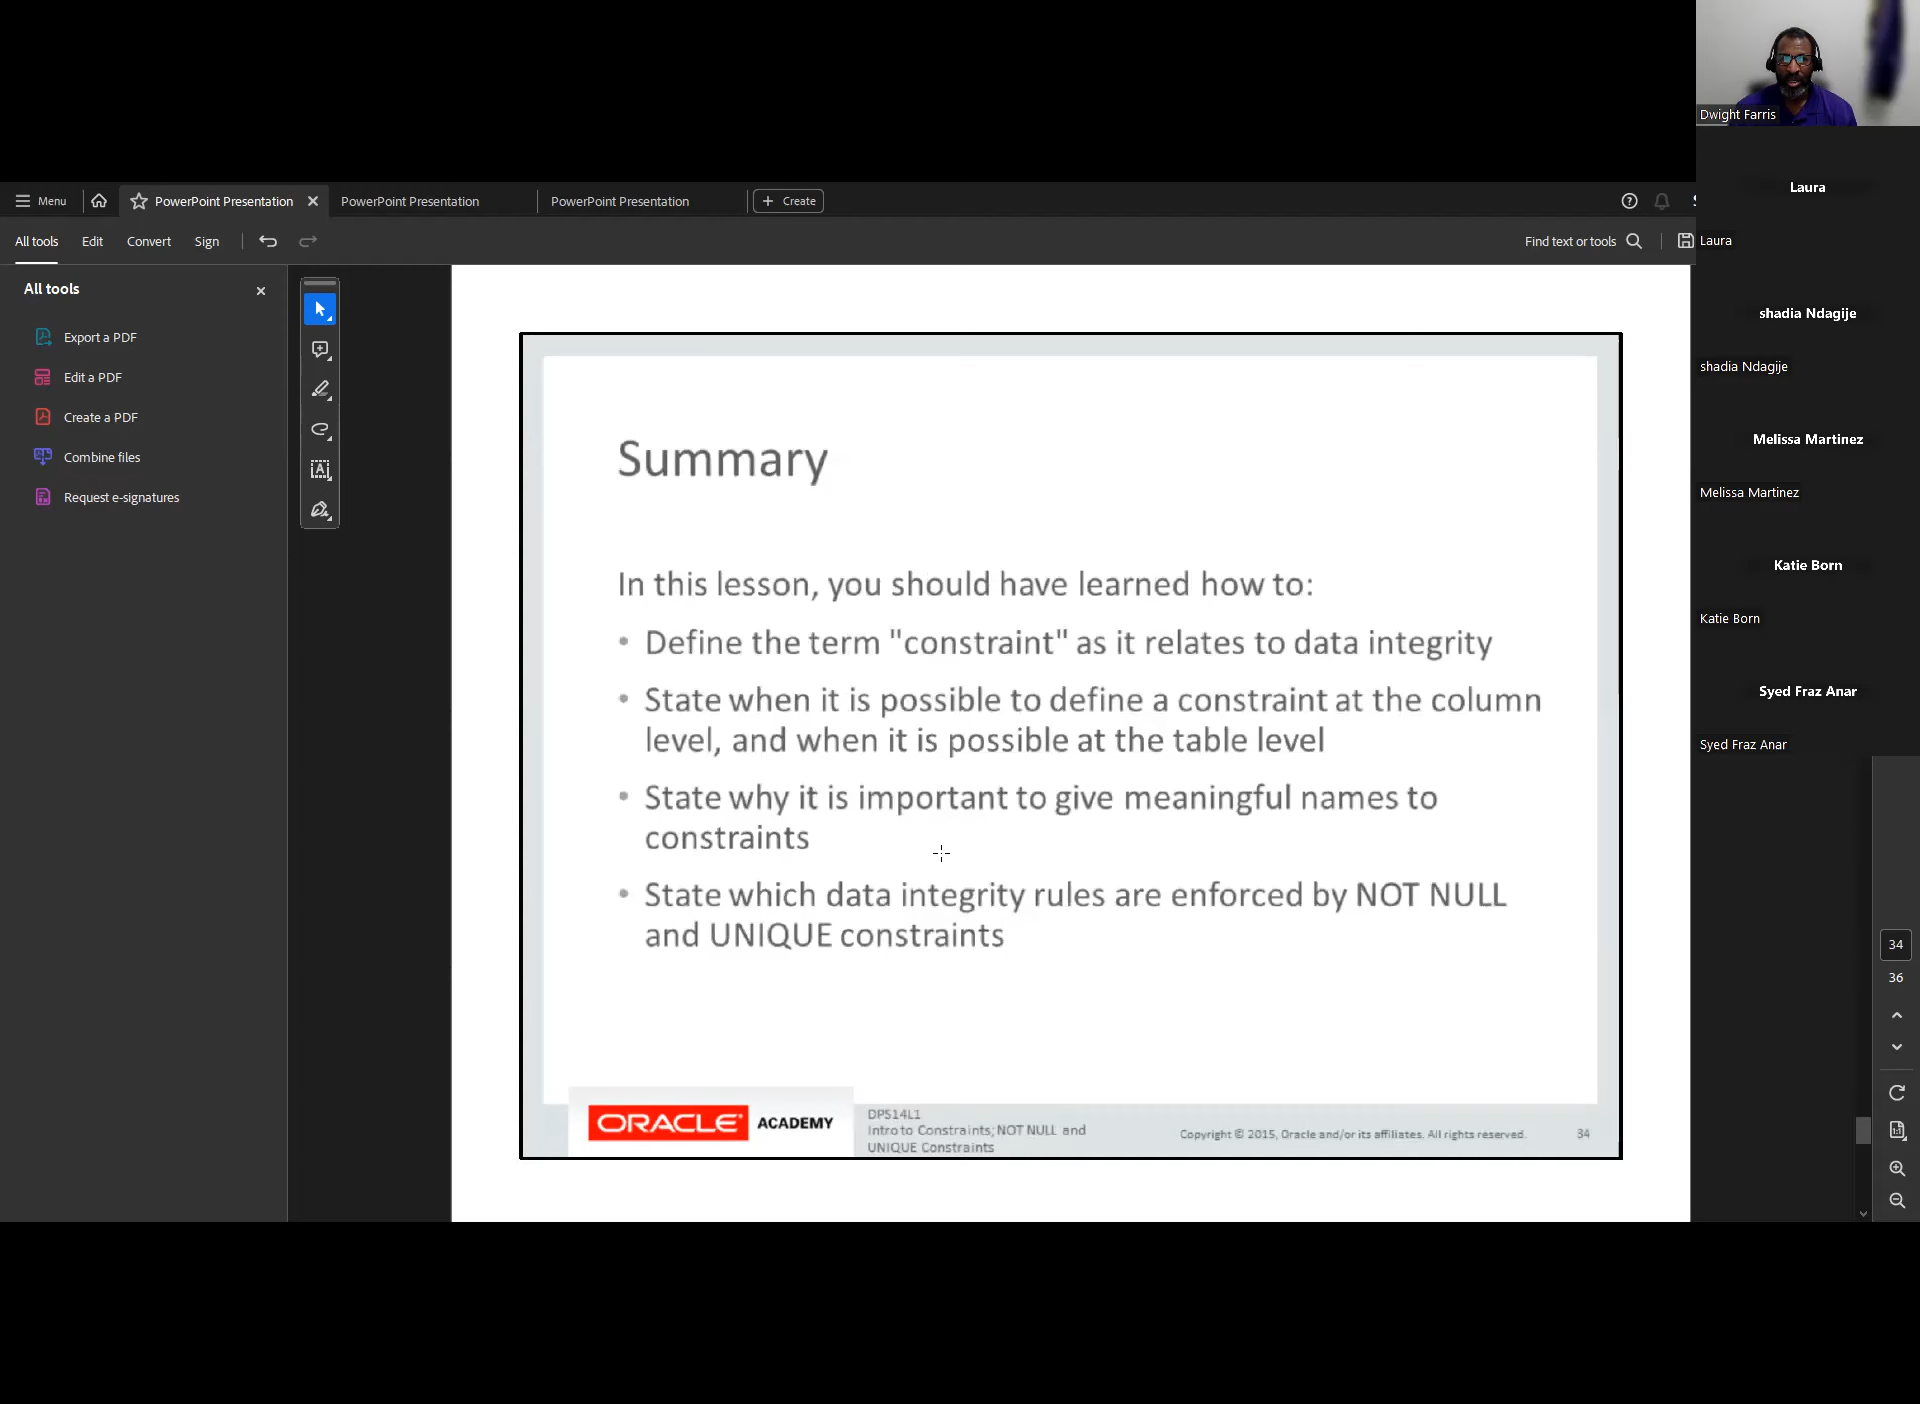 Dwight Farris
Menu
PowerPoint Presentation
PowerPoint Presentation
PowerPoint Presentation
Create
All tools
Edit
Convert
Sign
Find text or tools
Laura
Laura
shadia Ndagije
shadia Ndagije
Melissa Martinez
Melissa Martinez
Katie Born
Katie Born
Syed Fraz Anar
Syed Fraz Anar
All tools
Export a PDF
Edit a PDF
Create a PDF
Combine files
Request e-signatures
Summary
In this lesson, you should have learned how to:
• Define the term "constraint" as it relates to data integrity
• State when it is possible to define a constraint at the column
level, and when it is possible at the table level
• State why it is important to give meaningful names to
constraints
• State which data integrity rules are enforced by NOT NULL
and UNIQUE constraints
ORACLE ACADEMY
DPS14L1
Intro to Constraints; NOT NULL and
UNIQUE Constraints
Copyright © 2015, Oracle and/or its affiliates. All rights reserved.
34
34
36